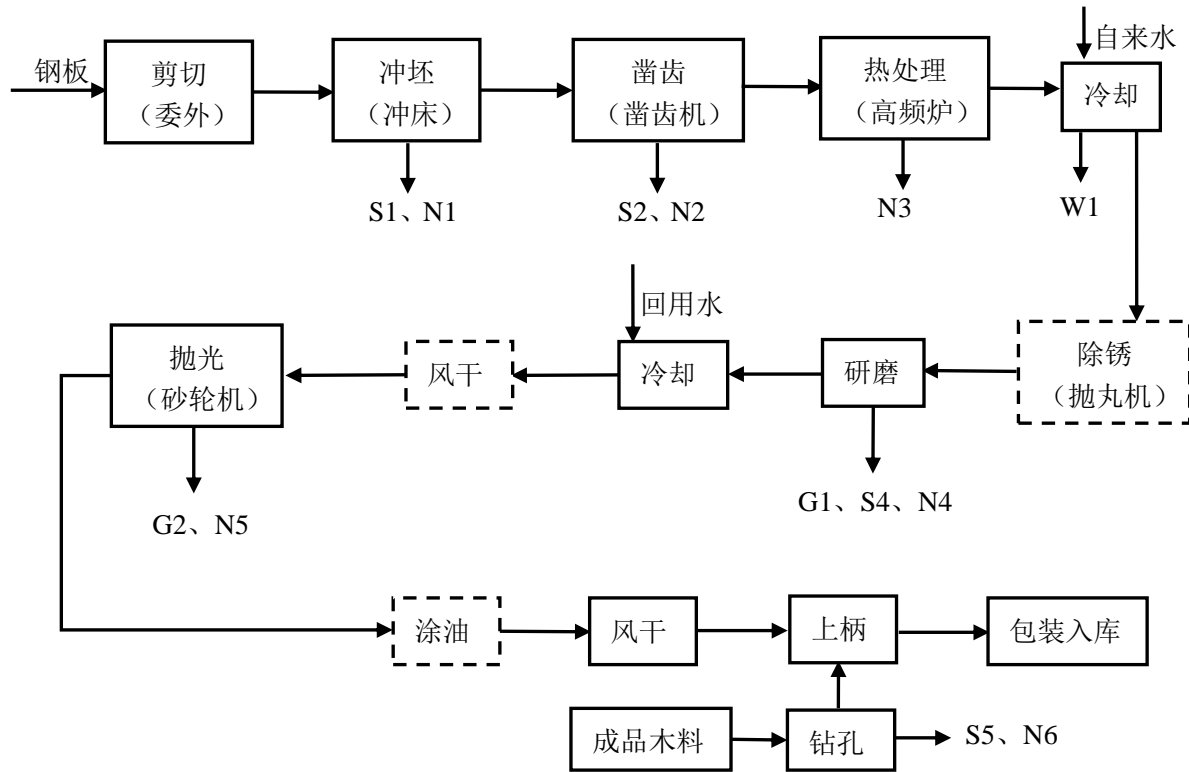 钢板
剪切
（委外）
冲坯
（冲床）
凿齿
（凿齿机）
热处理
（高频炉）
自来水
冷却
S1、N1
S2、N2
N3
W1
回用水
抛光
（砂轮机）
风干
冷却
研磨
除锈
（抛丸机）
G2、N5
G1、S4、N4
涂油
风干
上柄
包装入库
成品木料
钻孔
S5、N6